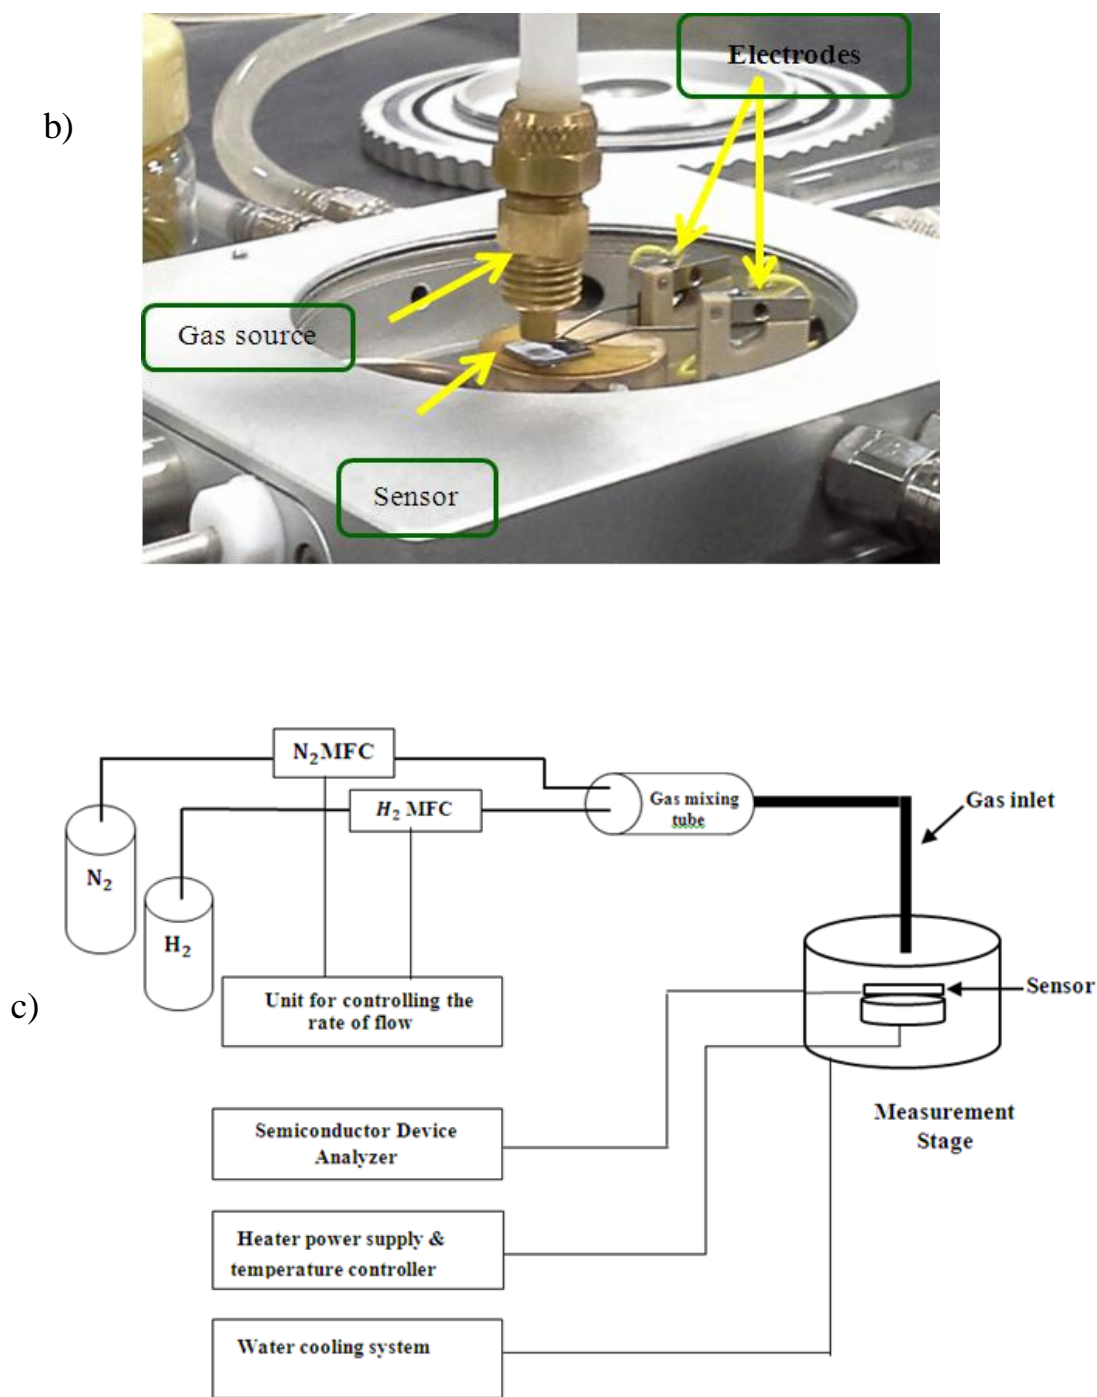 b)
Electrodes
Gas source
Sensor
N₂MFC
H₂ MFC
Gas mixing
tube
Gas inlet
N₂
H₂
c)
Unit for controlling the
rate of flow
Sensor
Measurement
Stage
Semiconductor Device
Analyzer
Heater power supply &
temperature controller
Water cooling system